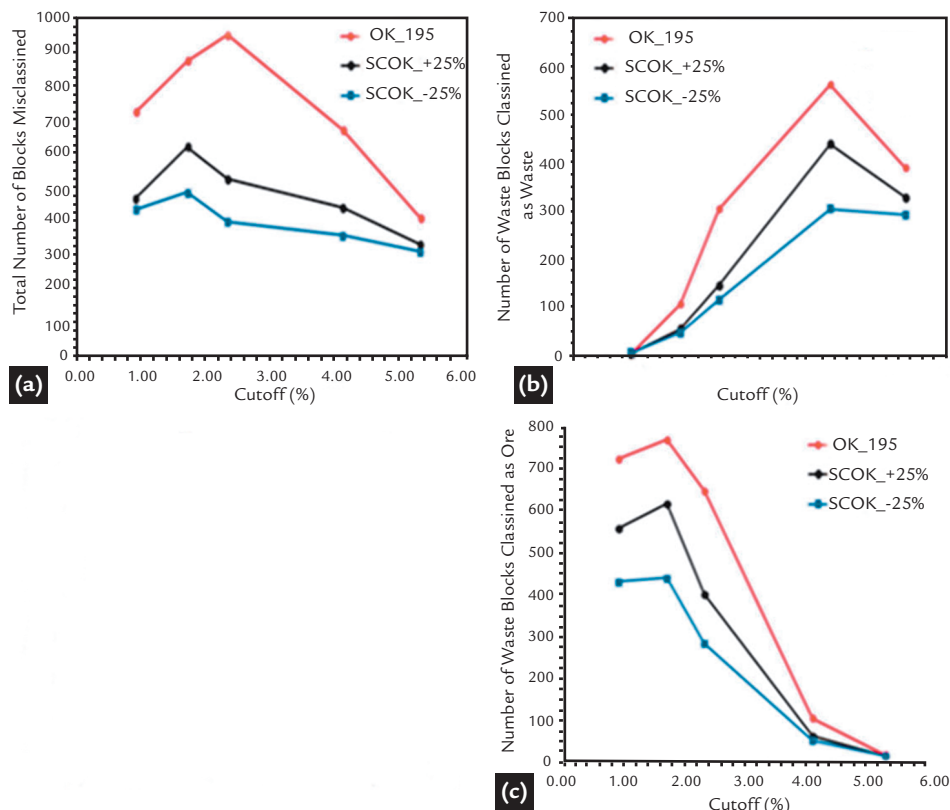 Total Number of Blocks Misclassined
1000
900
800
700
600
500
400
300
200
100
0
OK_195
SCOK_+25%
SCOK_-25%
0.00 1.00 2.00 3.00 4.00 5.00 6.00
Cutoff (%)
(a)
Number of Waste Blocks Classined
as Waste
700
600
500
400
300
200
100
0
OK_195
SCOK_+25%
SCOK_-25%
Cutoff (%)
(b)
Number of Waste Blocks Classined as Ore
800
700
600
500
400
300
200
100
0
OK_195
SCOK_+25%
SCOK_-25%
0.00 1.00 2.00 3.00 4.00 5.00 6.00
Cutoff (%)
(c)